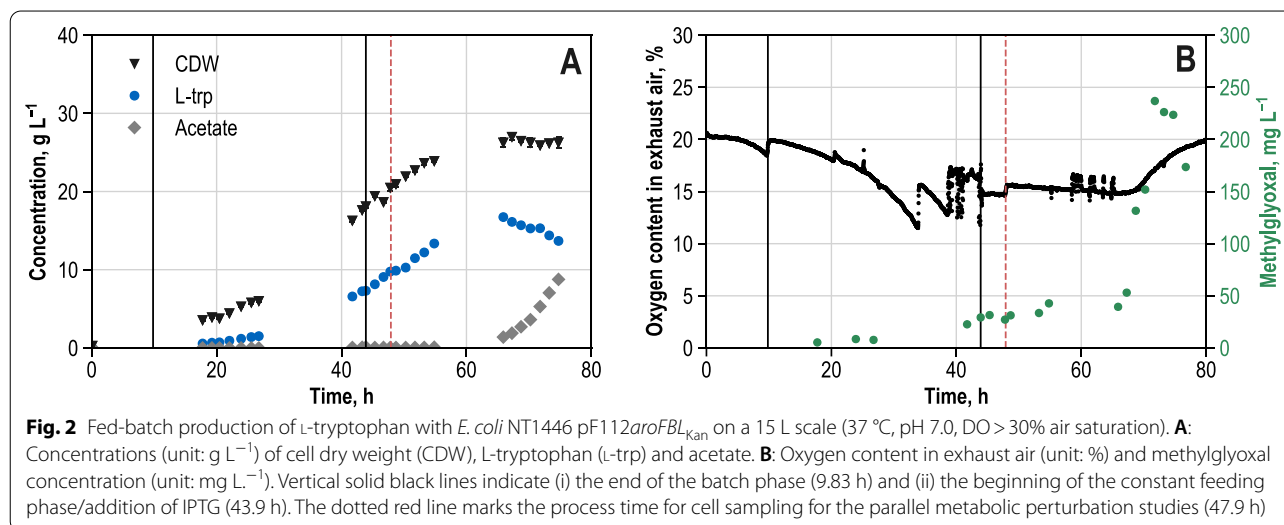 A
CDW
L-trp
Acetate
Concentration, g L⁻¹
40
30
20
10
0
0 20 40 60 80
Time, h
B
Oxygen content in exhaust air, %
30
25
20
15
10
5
0
Methylglyoxal, mg L⁻¹
300
250
200
150
100
50
0
0 20 40 60 80
Time, h
Fig. 2 Fed-batch production of L-tryptophan with E. coli NT1446 pF112aroFBL_Kan on a 15 L scale (37 °C, pH 7.0, DO > 30% air saturation). A:
Concentrations (unit: g L⁻¹) of cell dry weight (CDW), L-tryptophan (L-trp) and acetate. B: Oxygen content in exhaust air (unit: %) and methylglyoxal
concentration (unit: mg L.⁻¹). Vertical solid black lines indicate (i) the end of the batch phase (9.83 h) and (ii) the beginning of the constant feeding
phase/addition of IPTG (43.9 h). The dotted red line marks the process time for cell sampling for the parallel metabolic perturbation studies (47.9 h)